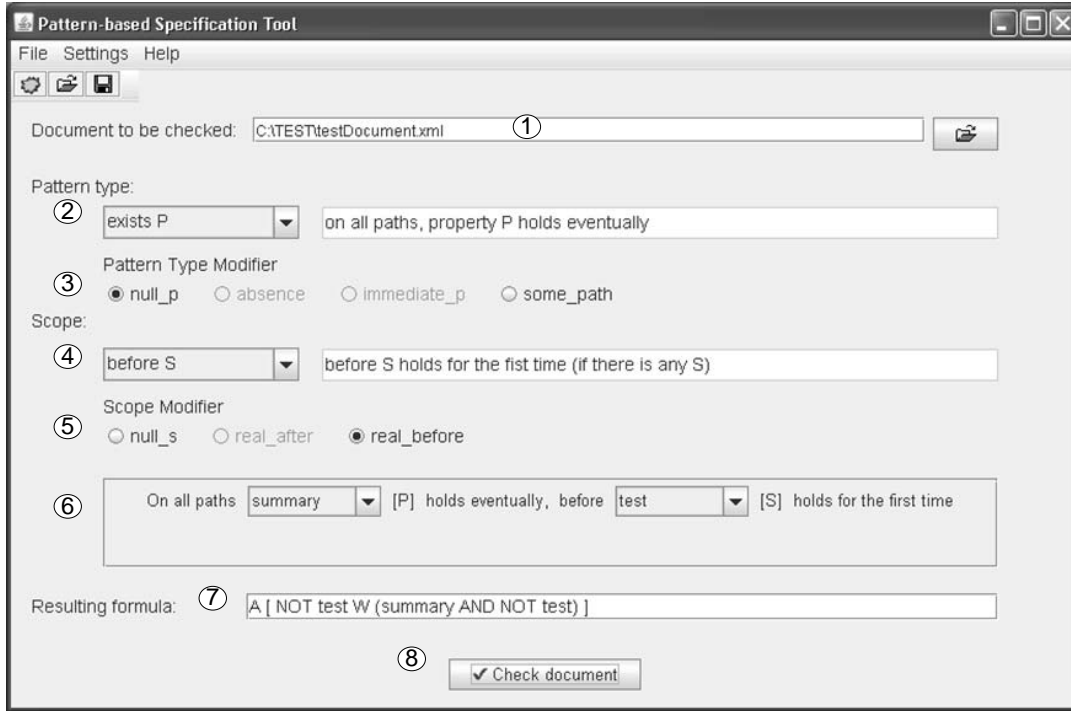 Pattern-based Specification Tool
File Settings Help
Document to be checked: C:\TEST\testDocument.xml ①
Pattern type:
② exists P on all paths, property P holds eventually
Pattern Type Modifier
③ null_p absence immediate_p some_path
Scope:
④ before S before S holds for the fist time (if there is any S)
Scope Modifier
⑤ null_s real_after real_before
⑥ On all paths summary [P] holds eventually, before test [S] holds for the first time
Resulting formula: ⑦ A [ NOT test W (summary AND NOT test) ]
⑧ Check document